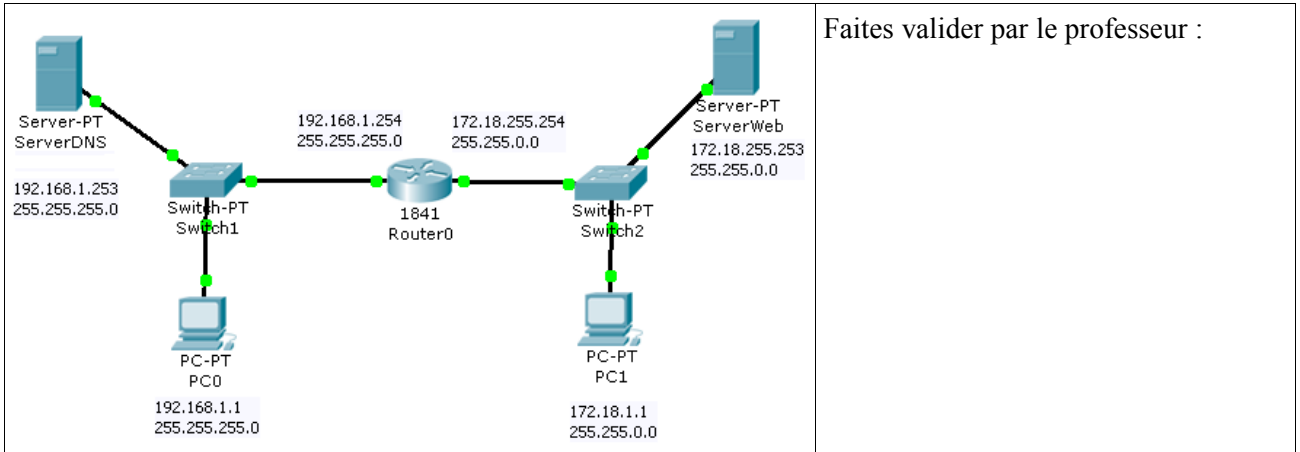 Faites valider par le professeur :
Server-PT
ServerDNS
192.168.1.253
255.255.255.0
Switch-PT
Switch1
192.168.1.254
255.255.255.0
172.18.255.254
255.255.0.0
1841
Router0
Server-PT
ServerWeb
172.18.255.253
255.255.0.0
Switch-PT
Switch2
PC-PT
PC0
192.168.1.1
255.255.255.0
PC-PT
PC1
172.18.1.1
255.255.0.0